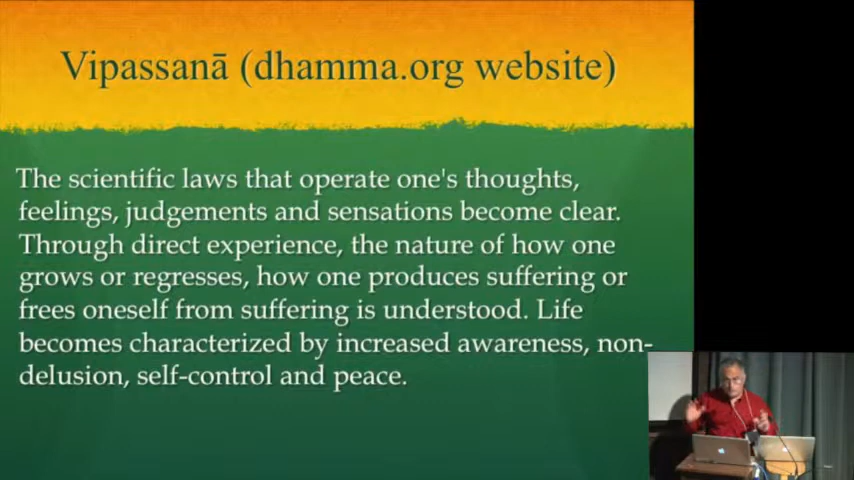 Vipassanā (dhamma.org website)
The scientific laws that operate one's thoughts,
feelings, judgements and sensations become clear.
Through direct experience, the nature of how one
grows or regresses, how one produces suffering or
frees oneself from suffering is understood. Life
becomes characterized by increased awareness, non-
delusion, self-control and peace.